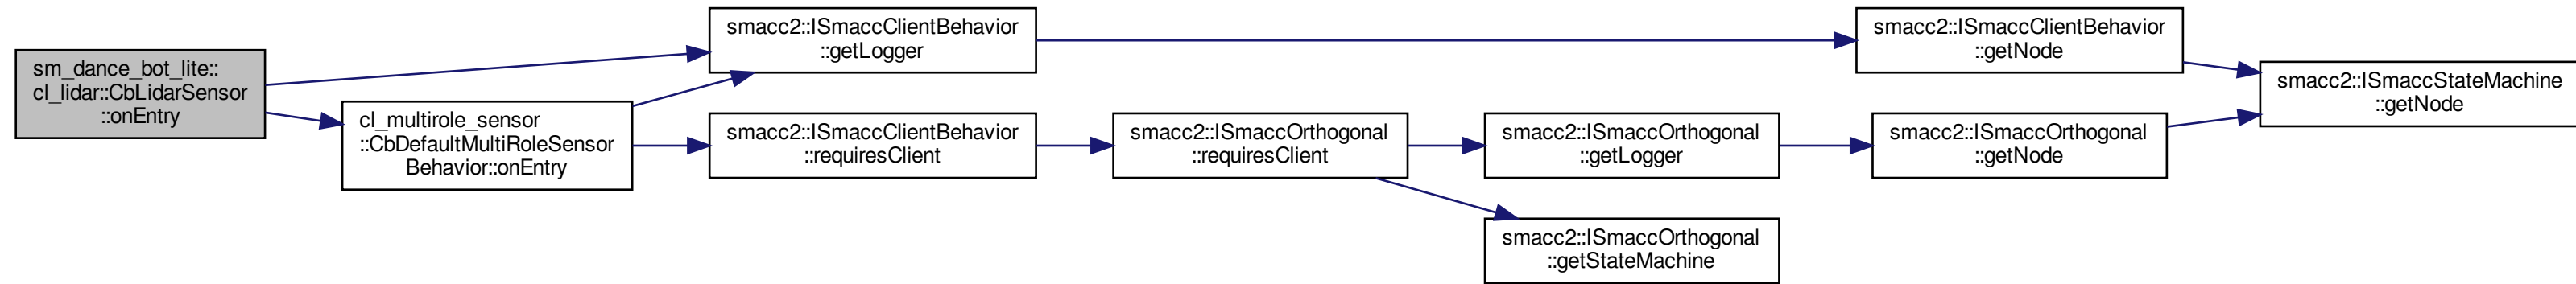 sm_dance_bot_lite::
cl_lidar::CbLidarSensor
::onEntry
cl_multirole_sensor
::CbDefaultMultiRoleSensor
Behavior::onEntry
smacc2::ISmaccClientBehavior
::getLogger
smacc2::ISmaccClientBehavior
::requiresClient
smacc2::ISmaccOrthogonal
::requiresClient
smacc2::ISmaccOrthogonal
::getLogger
smacc2::ISmaccOrthogonal
::getStateMachine
smacc2::ISmaccClientBehavior
::getNode
smacc2::ISmaccOrthogonal
::getNode
smacc2::ISmaccStateMachine
::getNode